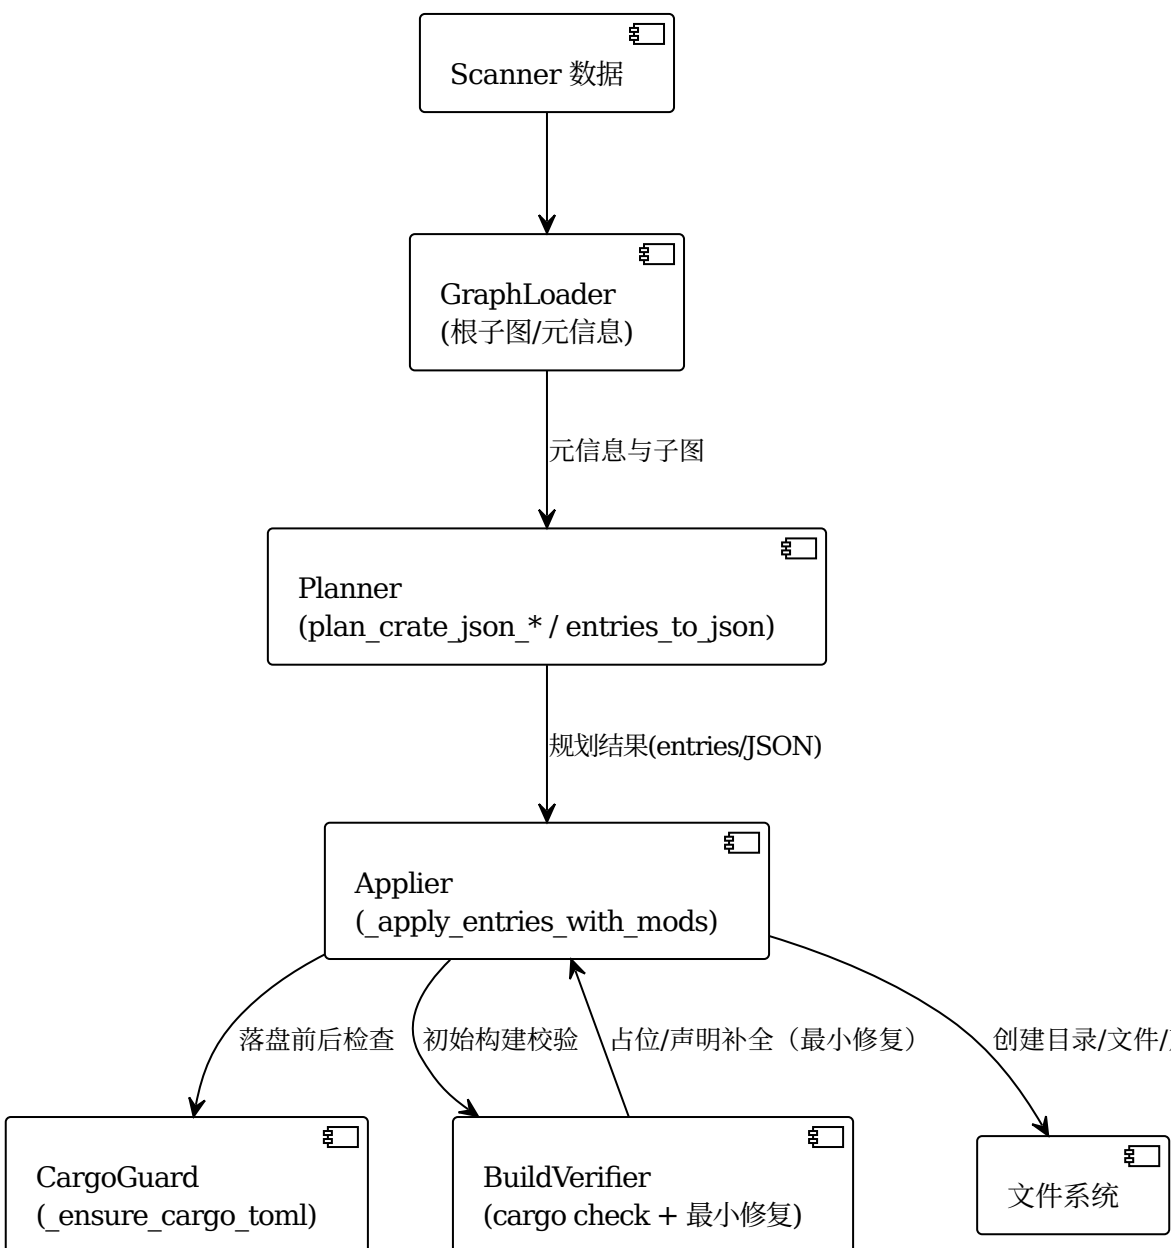 Scanner 数据
GraphLoader
(根子图/元信息)
元信息与子图
Planner
(plan_crate_json_* / entries_to_json)
规划结果(entries/JSON)
Applier
(_apply_entries_with_mods)
落盘前后检查
初始构建校验
占位/声明补全（最小修复）
创建目录/文件/
CargoGuard
(_ensure_cargo_toml)
BuildVerifier
(cargo check + 最小修复)
文件系统